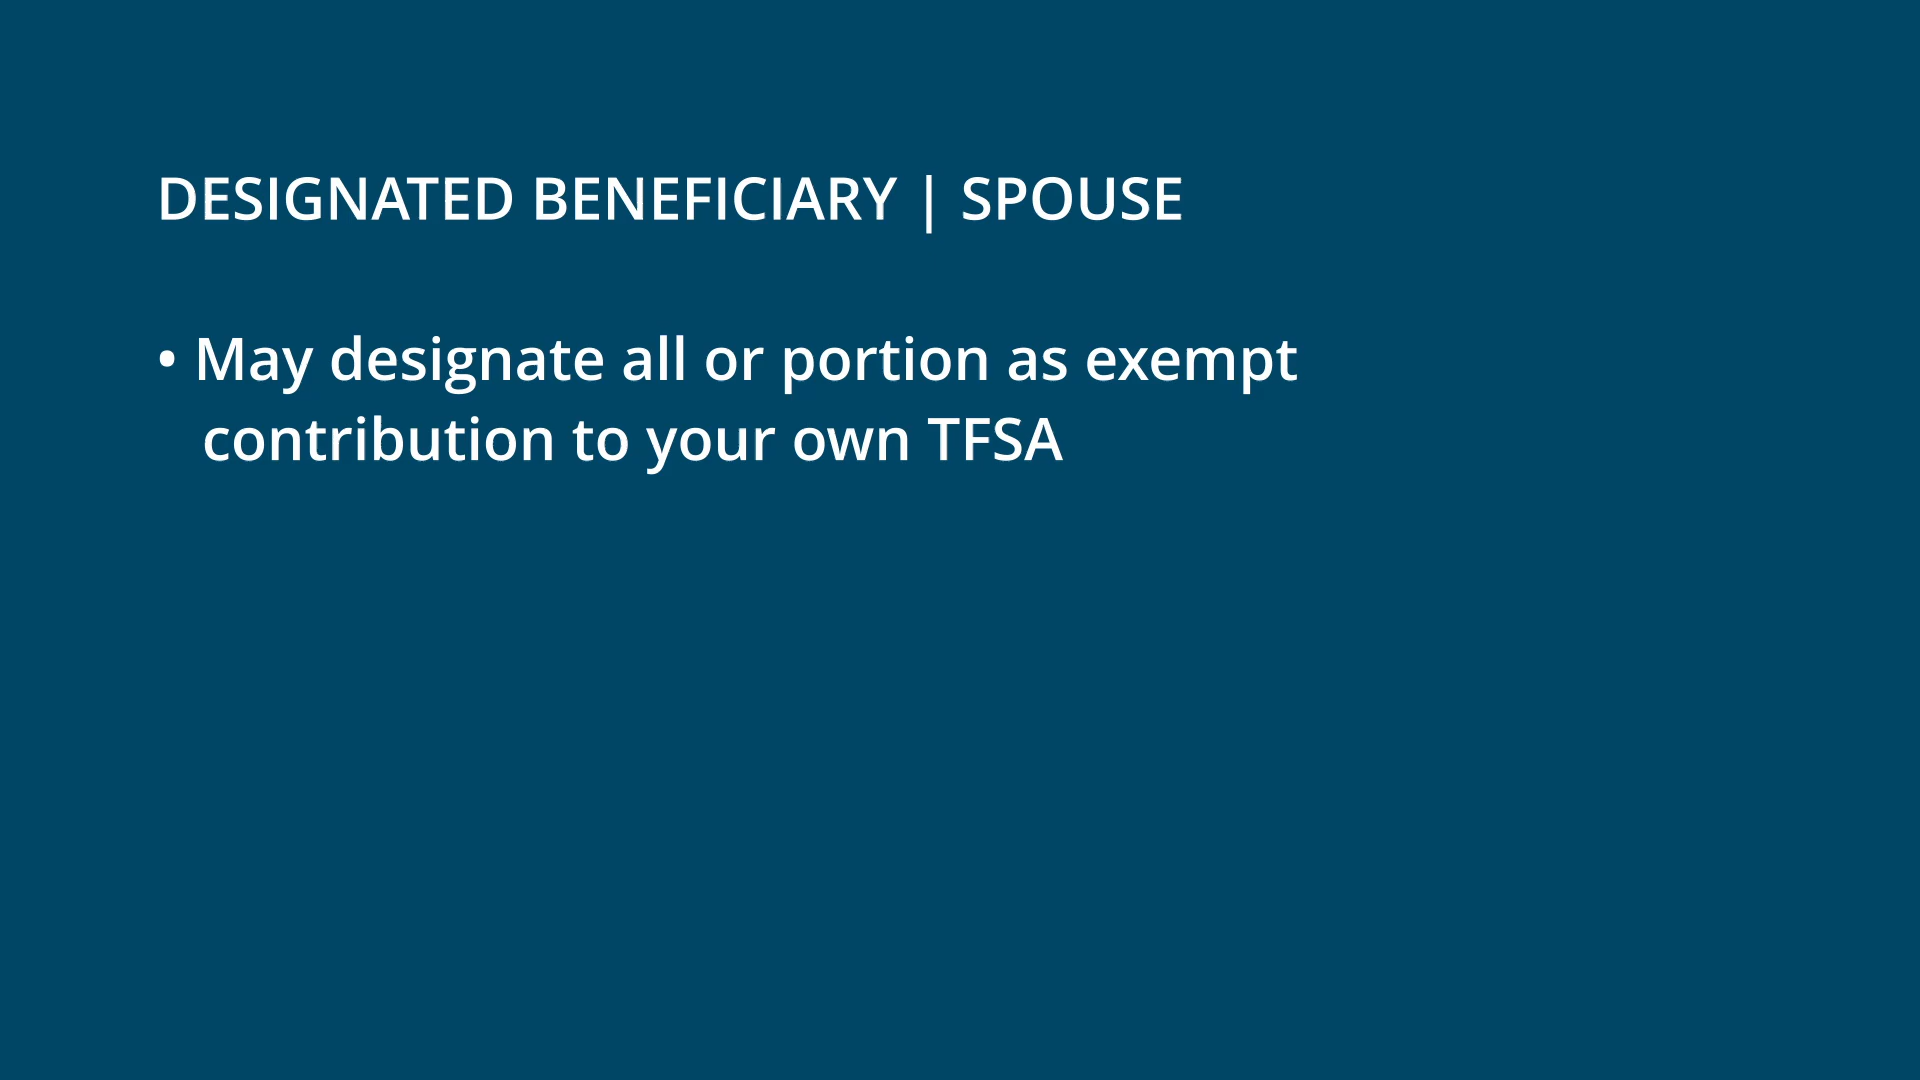 DESIGNATED BENEFICIARY | SPOUSE
• May designate all or portion as exempt
contribution to your own TFSA